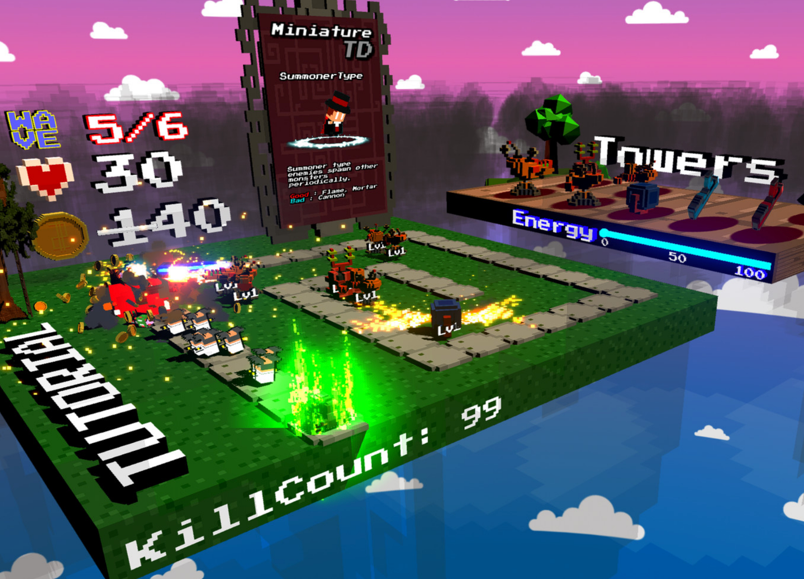 Miniature
TD
SummonerType
Summoner type
enemies spawn other
monsters
periodically.
Good : Flame, Mortar
Bad : Cannon
WAVE
5/6
30
140
Towers
Energy
0 50 100
Lv1
Lv1
Lv1
Lv1
Lv1
TUTORIAL
KillCount: 99